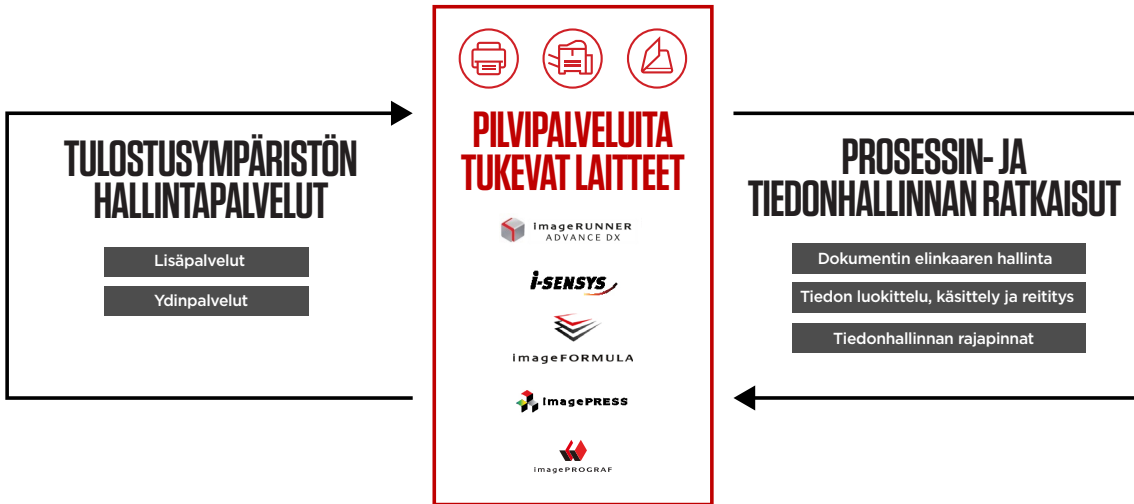 TULOSTUSYMPÄRISTÖN
HALLINTAPALVELUT
Lisäpalvelut
Ydinpalvelut
PILVIPALVELUITA
TUKEVAT LAITTEET
imageRUNNER
ADVANCE DX
i-SENSYS
imageFORMULA
imagePRESS
imagePROGRAF
PROSESSIN- JA
TIEDONHALLINNAN RATKAISUT
Dokumentin elinkaaren hallinta
Tiedon luokittelu, käsittely ja reititys
Tiedonhallinnan rajapinnat